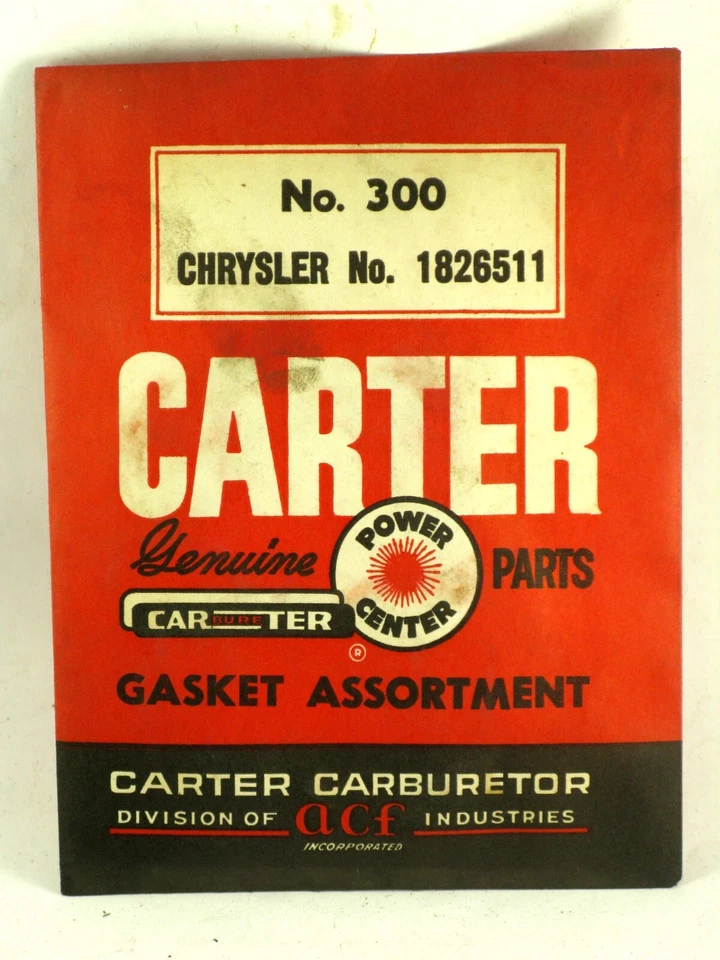 No. 300
CHRYSLER No. 1826511
CARTER
Genuine POWER CENTER PARTS
CARBURETER
®
GASKET ASSORTMENT
CARTER CARBURETOR
DIVISION OF acf INDUSTRIES
INCORPORATED